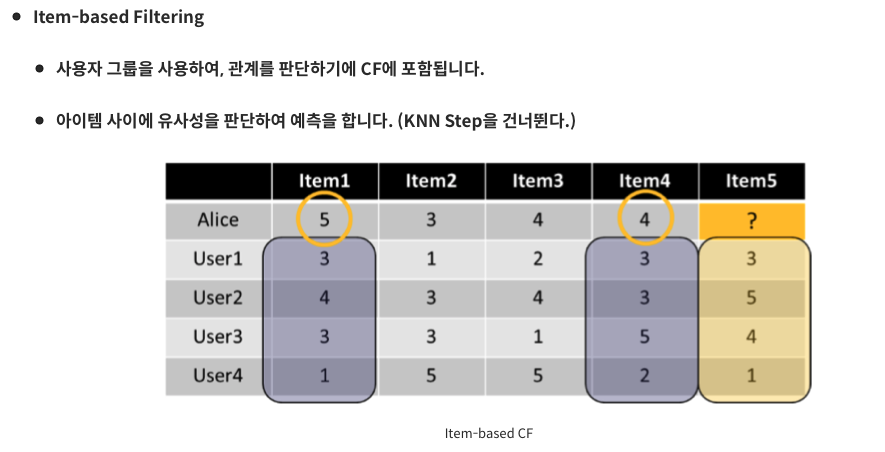 Item-based Filtering
사용자 그룹을 사용하여, 관계를 판단하기에 CF에 포함됩니다.
아이템 사이에 유사성을 판단하여 예측을 합니다. (KNN Step을 건너뛴다.)
Item1 Item2 Item3 Item4 Item5
Alice 5 3 4 4 ?
User1 3 1 2 3 3
User2 4 3 4 3 5
User3 3 3 1 5 4
User4 1 5 5 2 1
Item-based CF